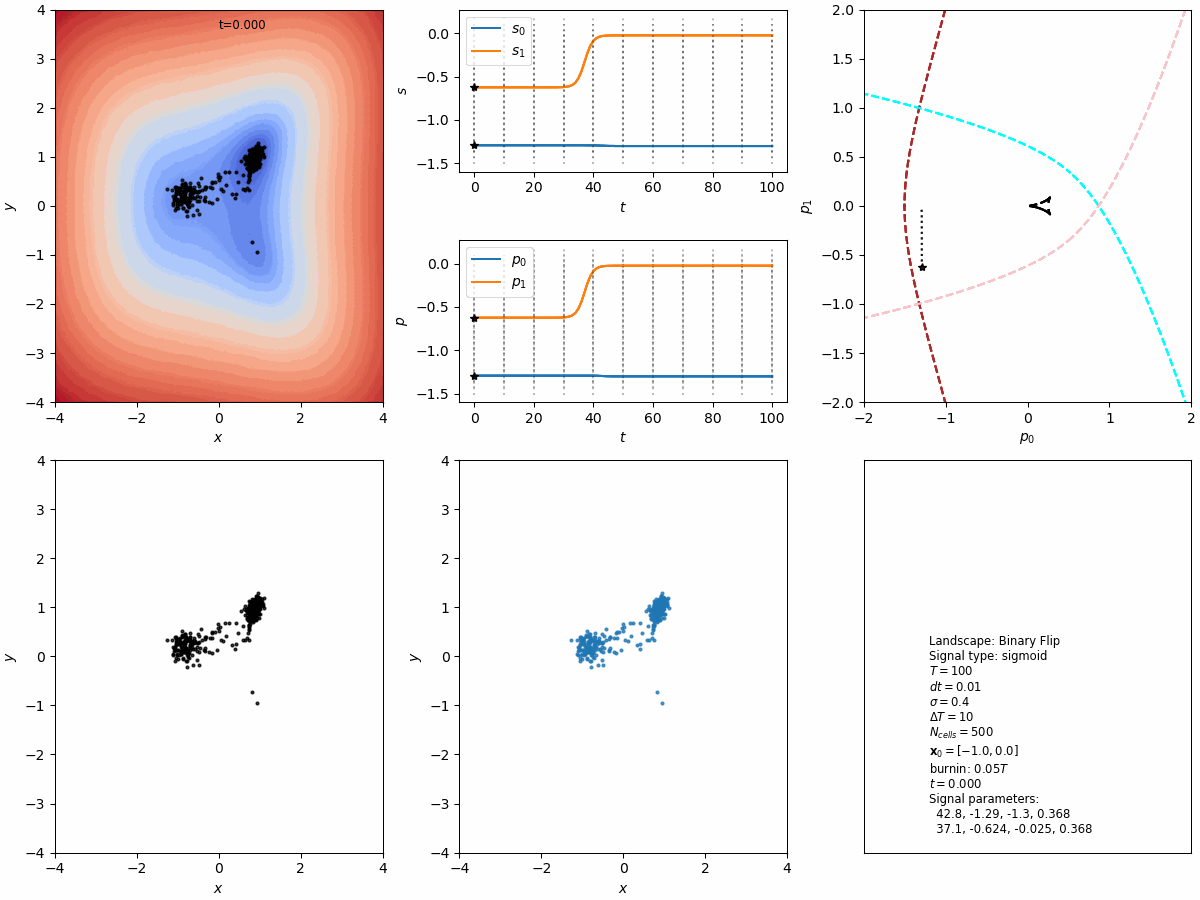 t=0.000
4
3
2
1
0
−1
−2
−3
−4
y
−4
−2
0
2
4
x
s₀
s₁
0.0
−0.5
−1.0
−1.5
s
0
20
40
60
80
100
t
p₀
p₁
0.0
−0.5
−1.0
−1.5
p
0
20
40
60
80
100
t
2.0
1.5
1.0
0.5
0.0
−0.5
−1.0
−1.5
−2.0
p₁
−2
−1
0
1
2
p₀
4
3
2
1
0
−1
−2
−3
−4
y
−4
−2
0
2
4
x
4
3
2
1
0
−1
−2
−3
−4
y
−4
−2
0
2
4
x
Landscape: Binary Flip
Signal type: sigmoid
T = 100
dt = 0.01
σ = 0.4
ΔT = 10
N_cells = 500
x₀ = [−1.0, 0.0]
burnin: 0.05T
t = 0.000
Signal parameters:
42.8, -1.29, -1.3, 0.368
37.1, -0.624, -0.025, 0.368